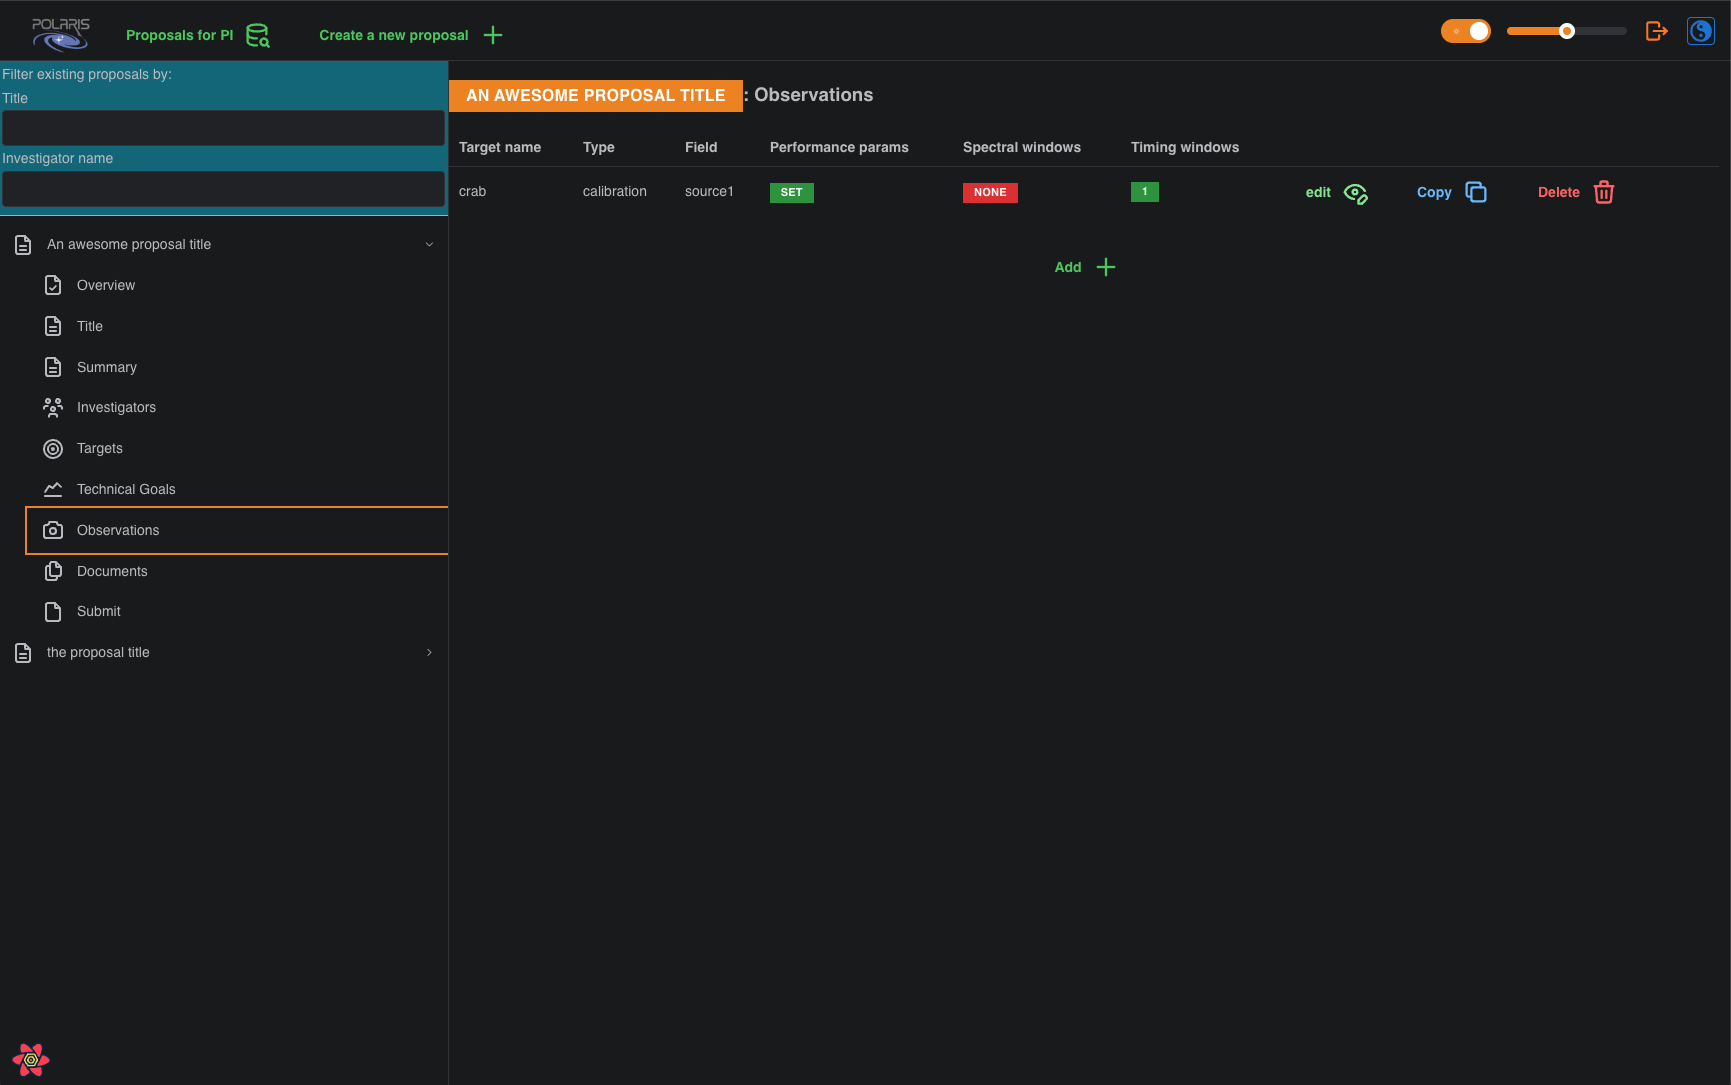 POLARIS
Proposals for PI
Create a new proposal
Filter existing proposals by:
Title
Investigator name
An awesome proposal title
Overview
Title
Summary
Investigators
Targets
Technical Goals
Observations
Documents
Submit
the proposal title
AN AWESOME PROPOSAL TITLE : Observations
Target name Type Field Performance params Spectral windows Timing windows
crab calibration source1 SET NONE 1 edit Copy Delete
Add